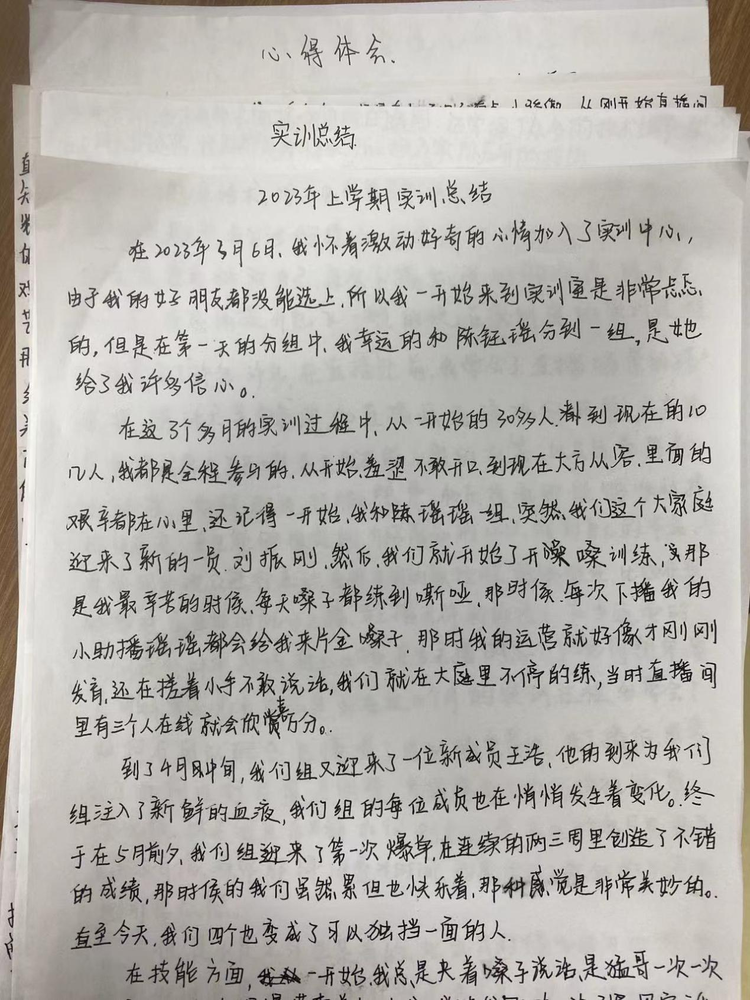 心得体会.
从刚开始直播间
实训总结.
2023年上学期实训总结
在2023年3月6日、我怀着激动好奇的心情加入了实训中心,
由于我的好朋友都没能选上,所以我一开始来到实训室是非常忐忑
的,但是在第一天的分组中、我幸运的和陈钰瑶分到一组,是她
给了我许多信心。
在这3个多月的实训过程中、从一开始的30多人、到现在的10
几人,我都是全程参与的,从开始羞涩不敢开口、到现在大方从容.里面的
艰辛都在心里、还记得一开始、我和陈瑶瑶一组、突然、我们这个大家庭
迎来了新的一员.刘振刚、然后、我们就开始了开嗓嗓训练,那
是我最辛苦的时候、每天嗓子都练到嘶哑、那时候.每次下播我的
小助播瑶瑶都会给我来片金嗓子,那时我的运营就好像才刚刚
发育,还在搓着小手不敢说话,我们就在大庭里不停的练,当时直播间
里有三个人在线就会欣喜万分。
到了4月中旬,我们组又迎来了一位新成员王浩,他的到来为我们
组注入了新鲜的血液,我们组的每位成员也在悄悄发生着变化。终
于在5月前夕、我们组迎来了第一次爆单,在连续的两三周里创造了不错
的成绩,那时候的我们虽然累但也快乐着,那种感觉是非常美妙的。
直至今天,我们四个也变成了可以独挡一面的人.
在技能方面,一开始、我总是夹着嗓子说话,是猛哥一次一次